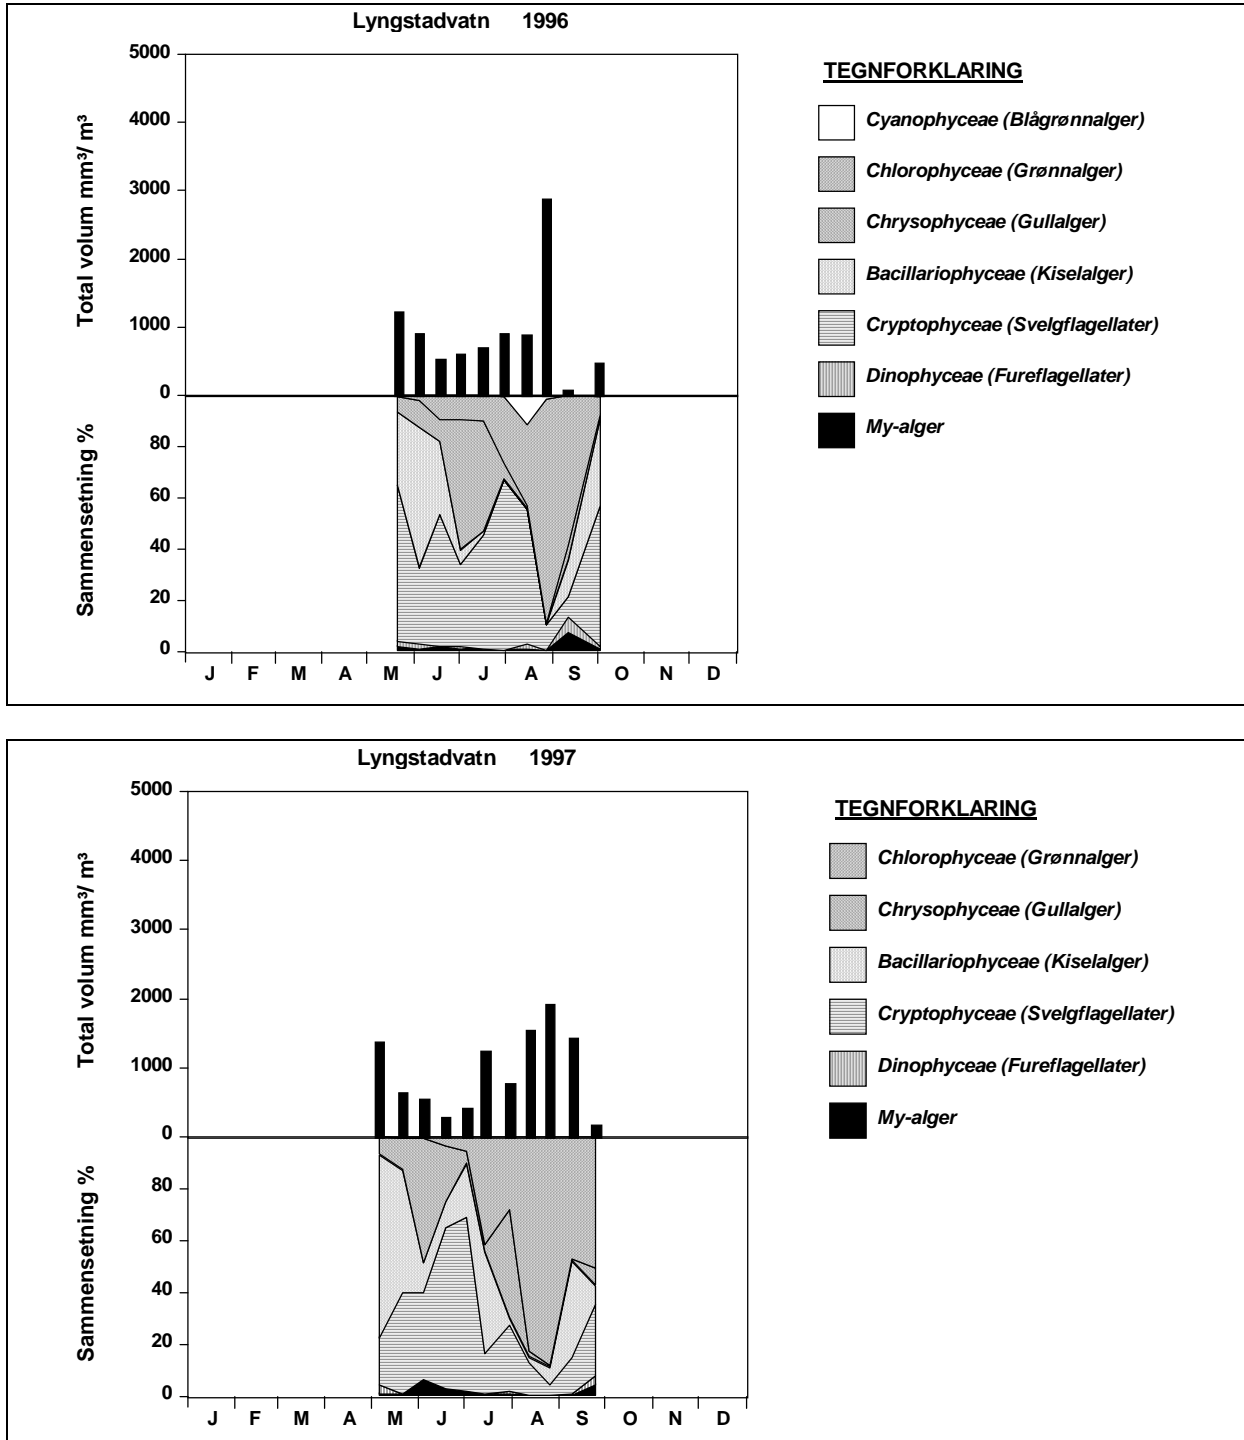 Lyngstadvatn 1996
5000
4000
3000
2000
1000
0
Total volum mm³/ m³
80
60
40
20
0
Sammensetning %
J F M A M J J A S O N D
TEGNFORKLARING
Cyanophyceae (Blågrønnalger)
Chlorophyceae (Grønnalger)
Chrysophyceae (Gullalger)
Bacillariophyceae (Kiselalger)
Cryptophyceae (Svelgflagellater)
Dinophyceae (Fureflagellater)
My-alger
Lyngstadvatn 1997
5000
4000
3000
2000
1000
0
Total volum mm³/ m³
80
60
40
20
0
Sammensetning %
J F M A M J J A S O N D
TEGNFORKLARING
Chlorophyceae (Grønnalger)
Chrysophyceae (Gullalger)
Bacillariophyceae (Kiselalger)
Cryptophyceae (Svelgflagellater)
Dinophyceae (Fureflagellater)
My-alger